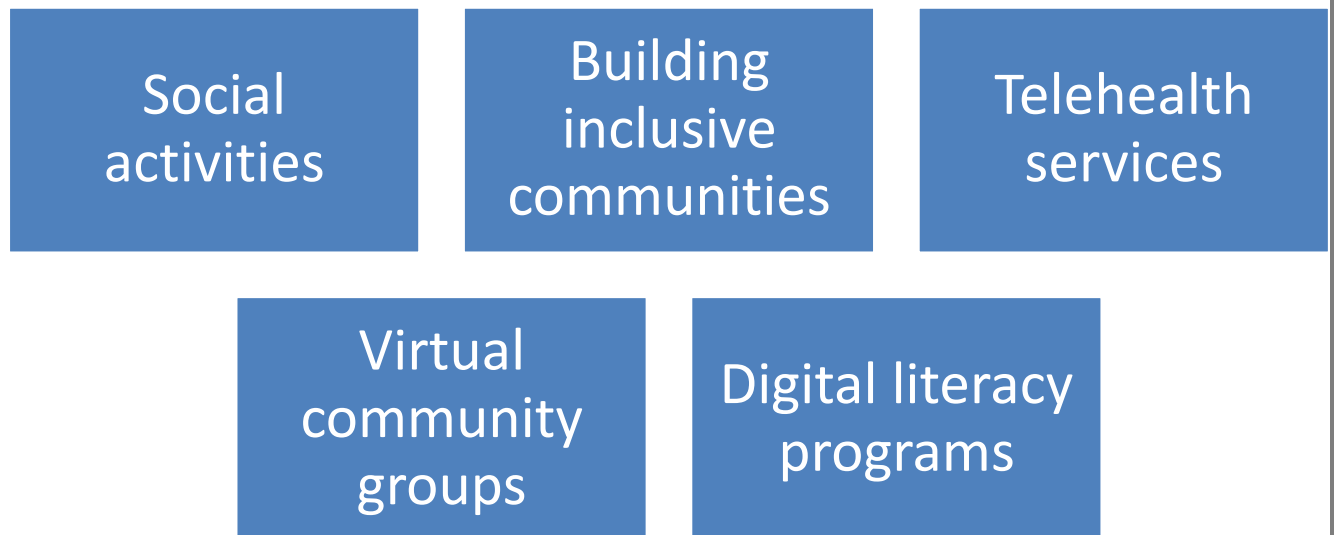 Social
activities
Building
inclusive
communities
Telehealth
services
Virtual
community
groups
Digital literacy
programs